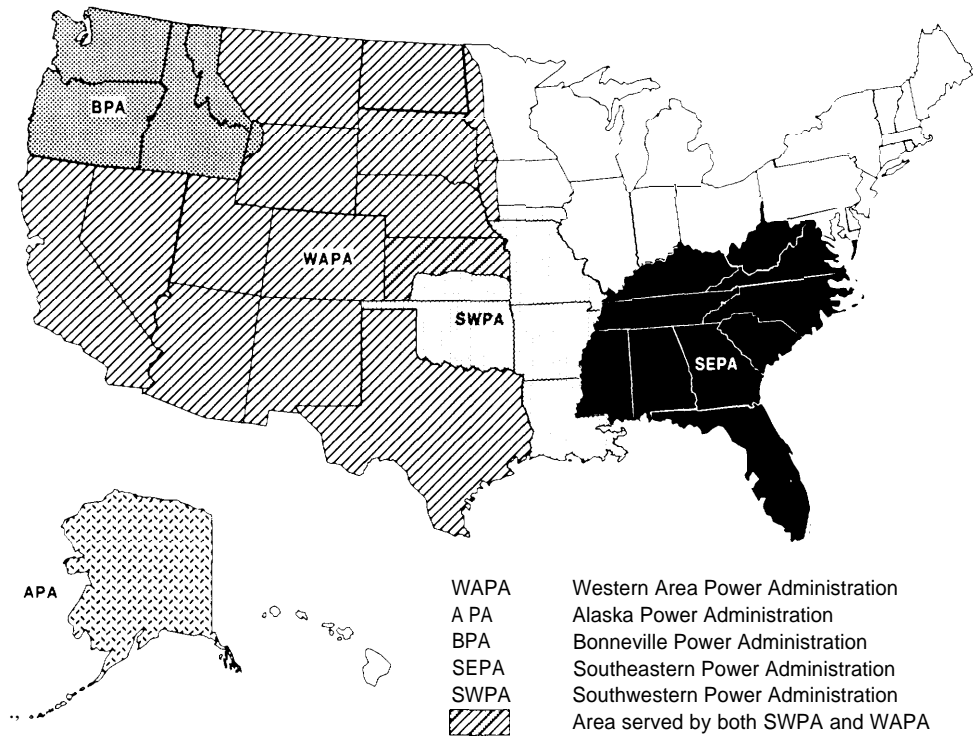 BPA
WAPA
SWPA
SEPA
APA
WAPA Western Area Power Administration
A PA Alaska Power Administration
BPA Bonneville Power Administration
SEPA Southeastern Power Administration
SWPA Southwestern Power Administration
Area served by both SWPA and WAPA